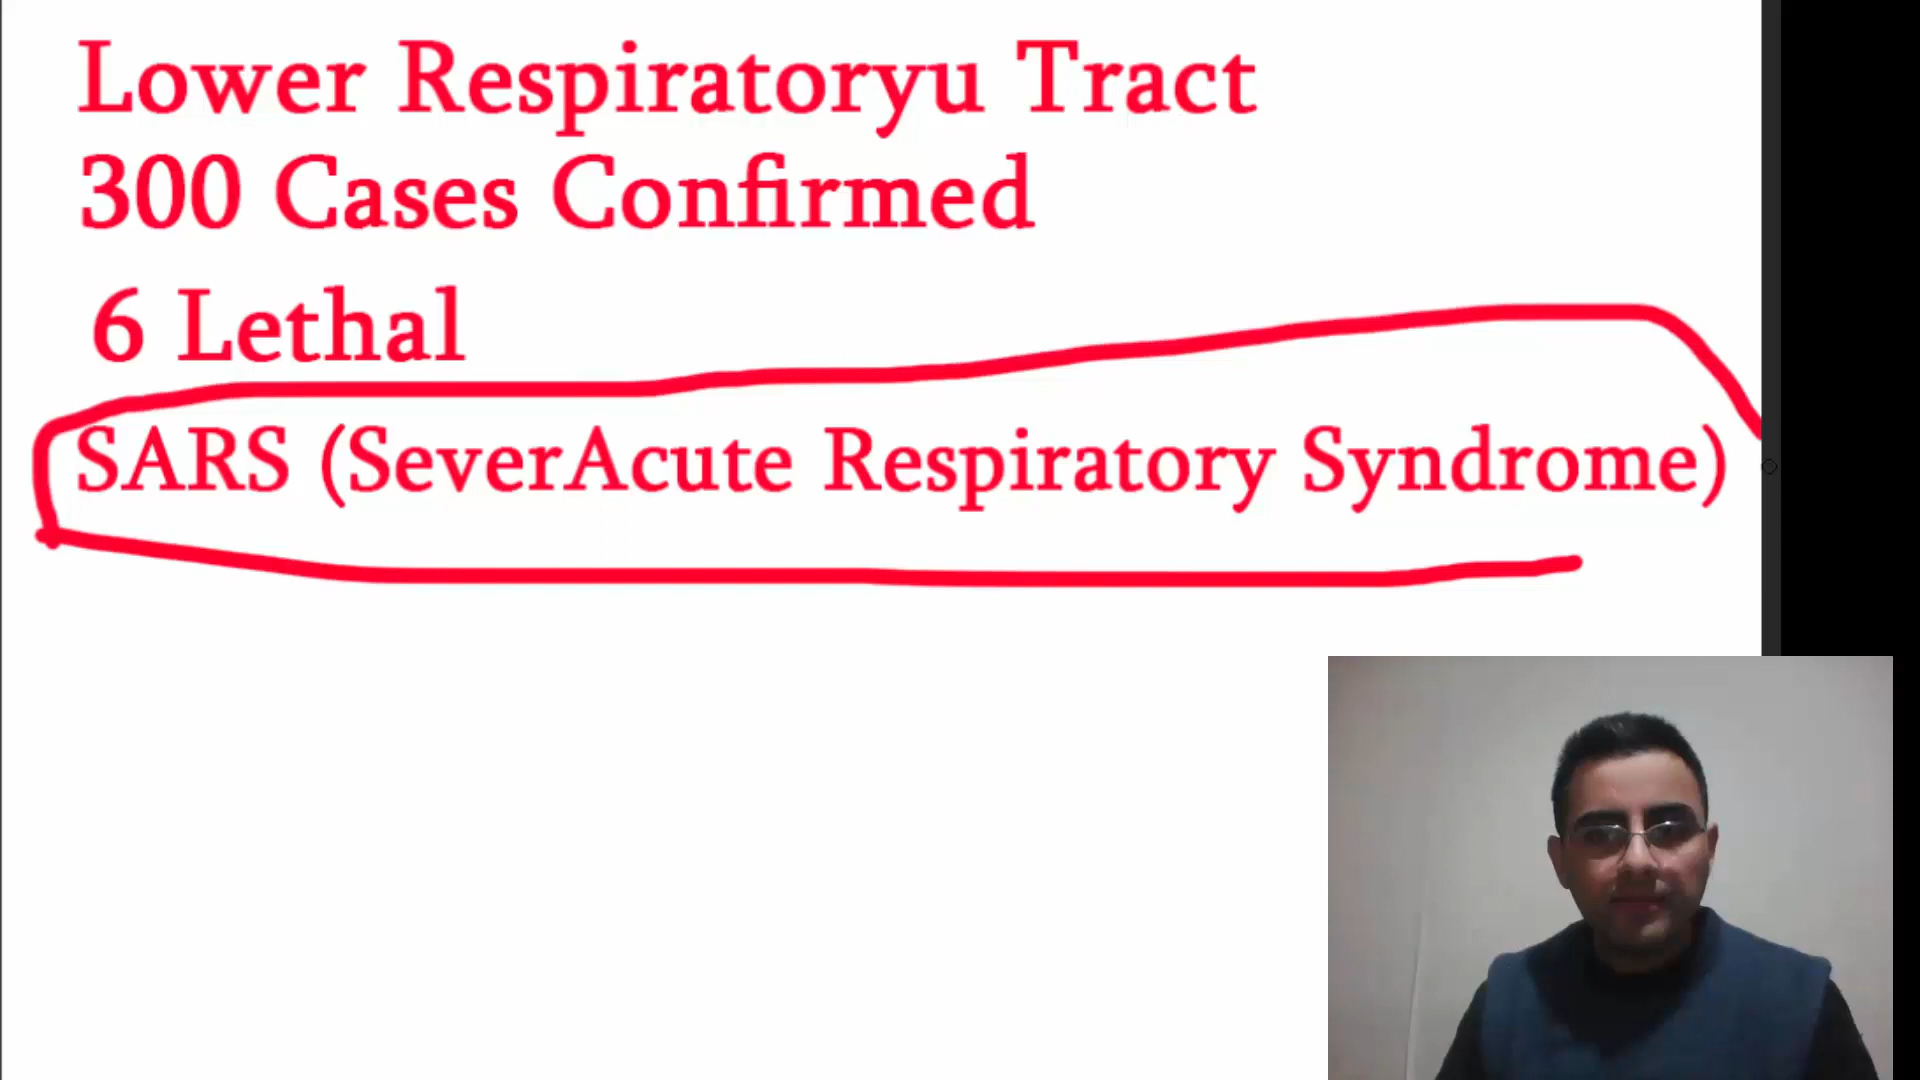 Lower Respiratoryu Tract
300 Cases Confirmed
6 Lethal
SARS (SeverAcute Respiratory Syndrome)